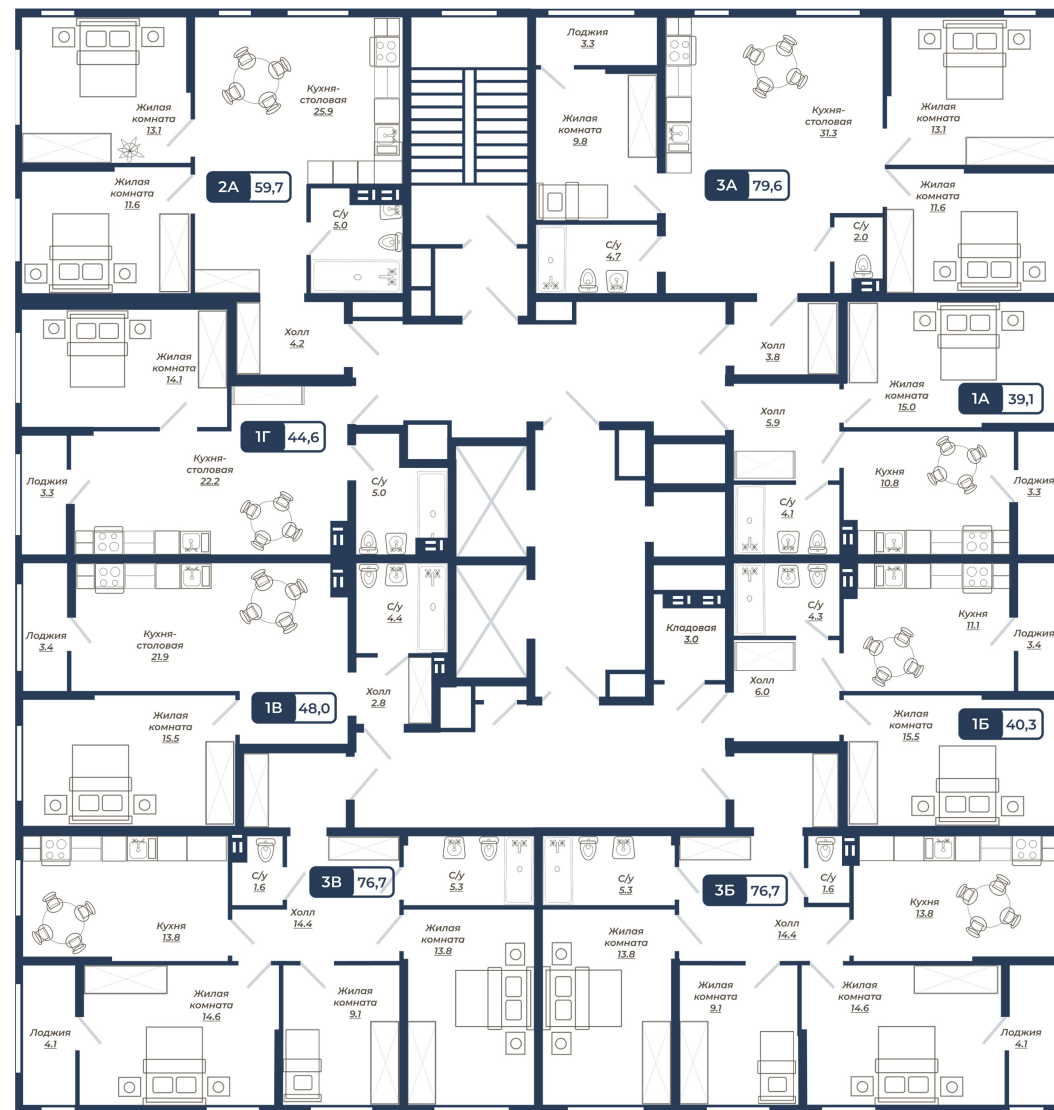 Жилая
комната
13.1
Кухня-
столовая
25.9
Лоджия
3.3
Жилая
комната
9.8
Кухня-
столовая
31.3
Жилая
комната
13.1
Жилая
комната
11.6
2А 59,7
С/у
5.0
С/у
4.7
3А 79,6
С/у
2.0
Жилая
комната
11.6
Жилая
комната
14.1
Холл
4.2
Холл
3.8
Жилая
комната
15.0
1А 39,1
1Г 44,6
Холл
5.9
Лоджия
3.3
Кухня-
столовая
22.2
С/у
5.0
С/у
4.1
Кухня
10.8
Лоджия
3.3
Лоджия
3.4
Кухня-
столовая
21.9
С/у
4.4
Кладовая
3.0
С/у
4.3
Кухня
11.1
Лоджия
3.4
Жилая
комната
15.5
1В 48,0
Холл
2.8
Холл
6.0
Жилая
комната
15.5
1Б 40,3
Кухня
13.8
С/у
1.6
3В 76,7
Холл
14.4
С/у
5.3
С/у
5.3
3Б 76,7
Холл
14.4
С/у
1.6
Кухня
13.8
Лоджия
4.1
Жилая
комната
14.6
Жилая
комната
9.1
Жилая
комната
13.8
Жилая
комната
13.8
Жилая
комната
9.1
Жилая
комната
14.6
Лоджия
4.1